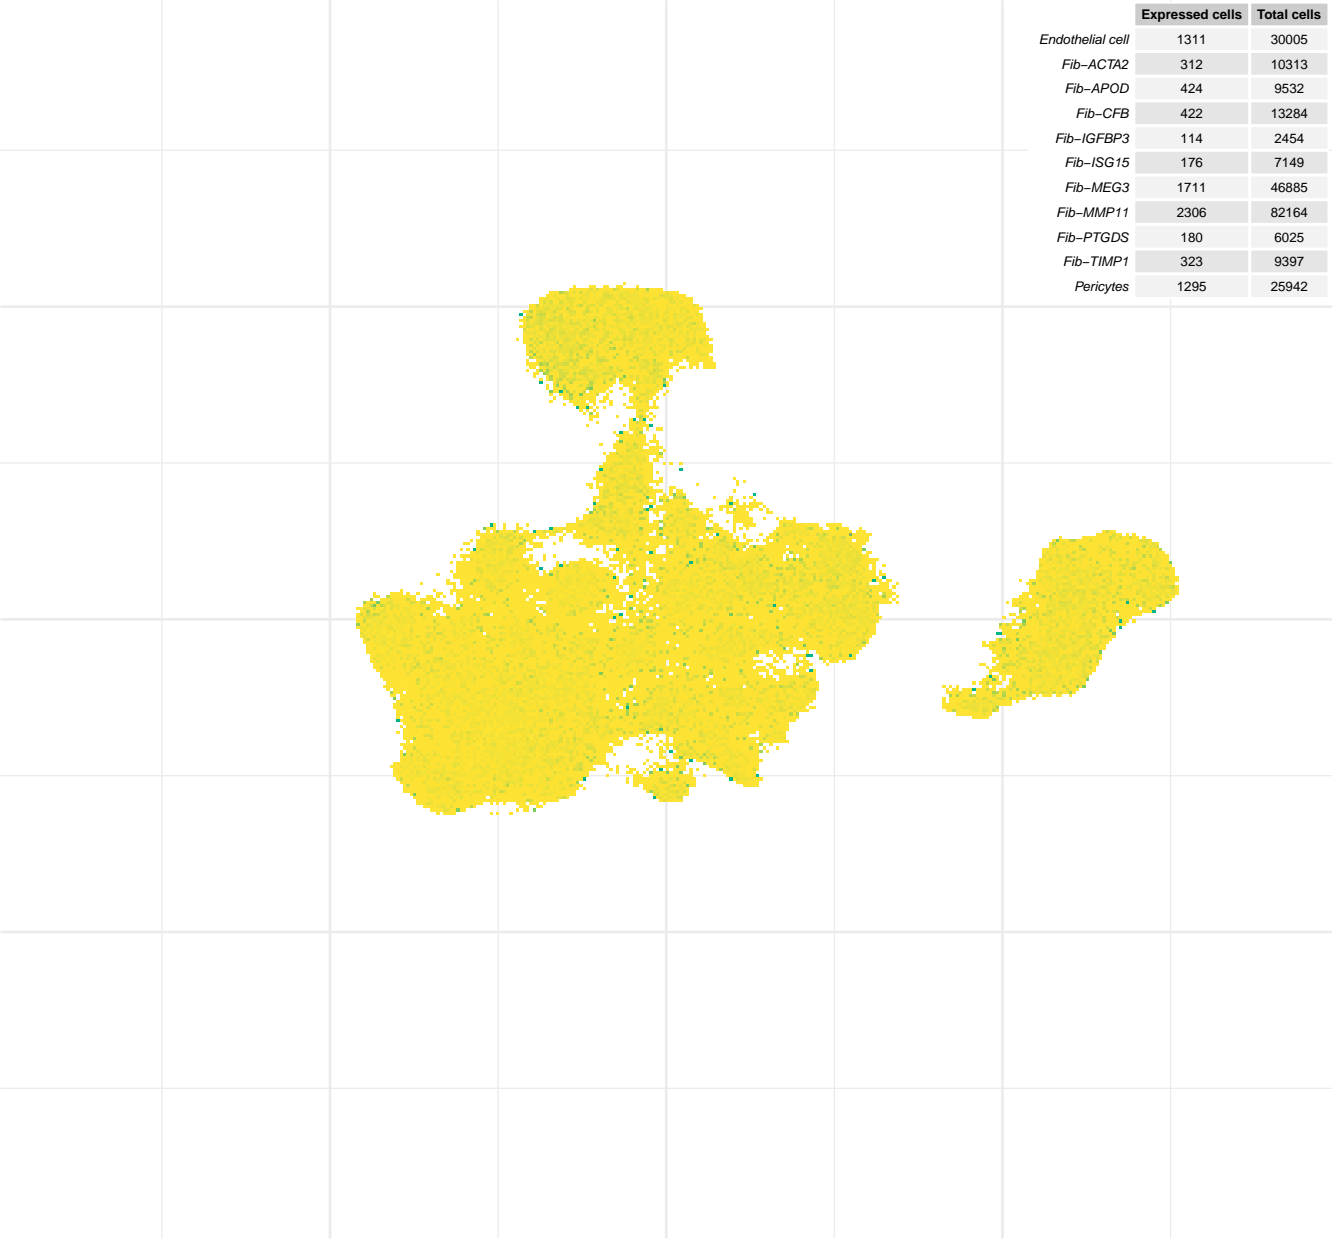 Expressed cells Total cells
Endothelial cell 1311 30005
Fib−ACTA2 312 10313
Fib−APOD 424 9532
Fib−CFB 422 13284
Fib−IGFBP3 114 2454
Fib−ISG15 176 7149
Fib−MEG3 1711 46885
Fib−MMP11 2306 82164
Fib−PTGDS 180 6025
Fib−TIMP1 323 9397
Pericytes 1295 25942